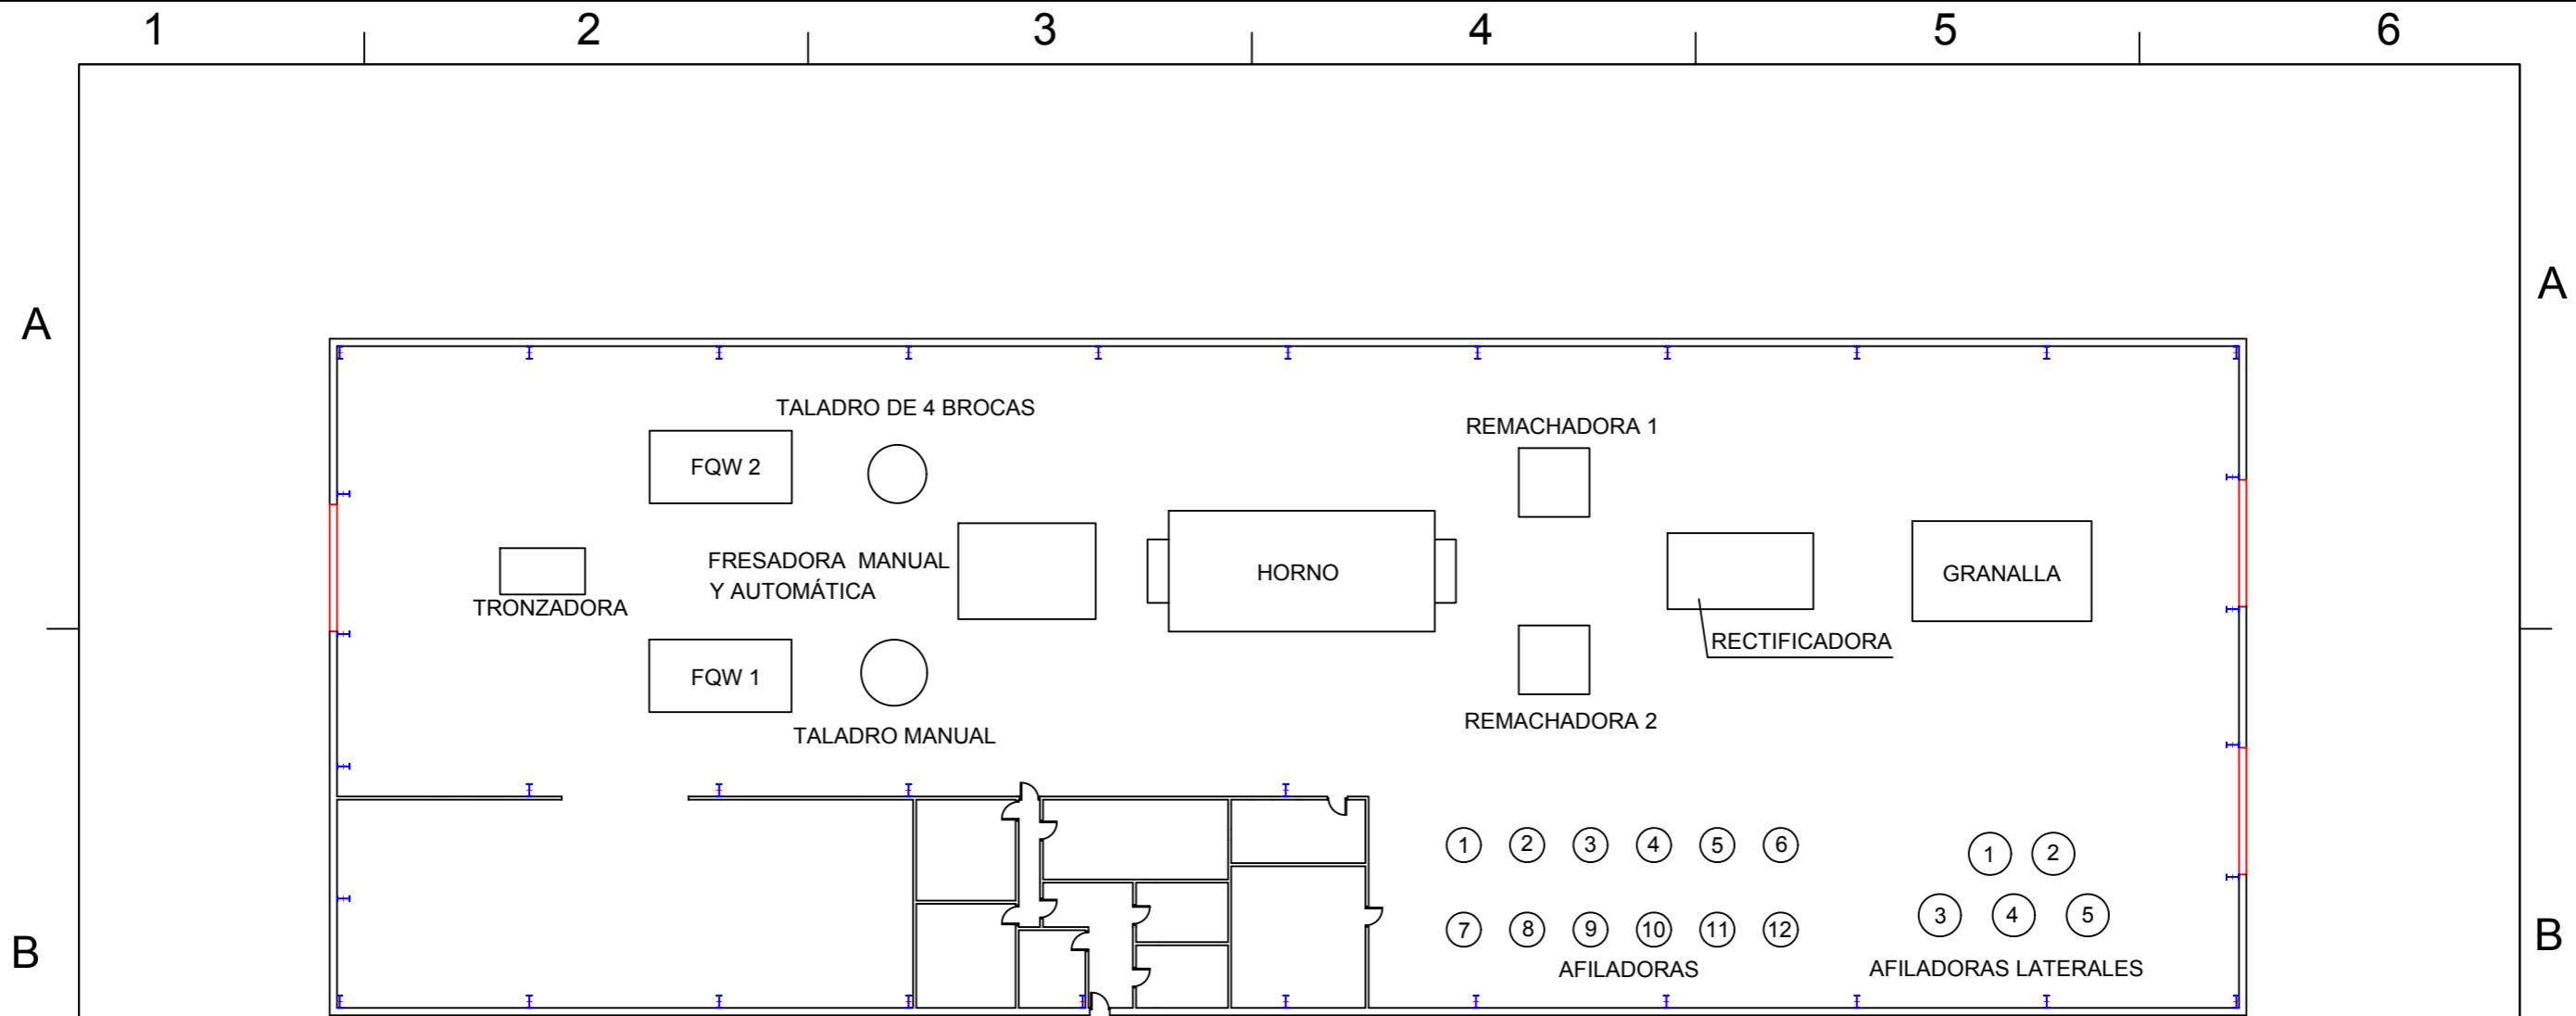 1 2 3 4 5 6
A A
TALADRO DE 4 BROCAS
REMACHADORA 1
FQW 2
FRESADORA MANUAL
Y AUTOMÁTICA
HORNO
GRANALLA
TRONZADORA
RECTIFICADORA
FQW 1
REMACHADORA 2
TALADRO MANUAL
1 2 3 4 5 6
1 2
3 4 5
7 8 9 10 11 12
AFILADORAS
AFILADORAS LATERALES
B B